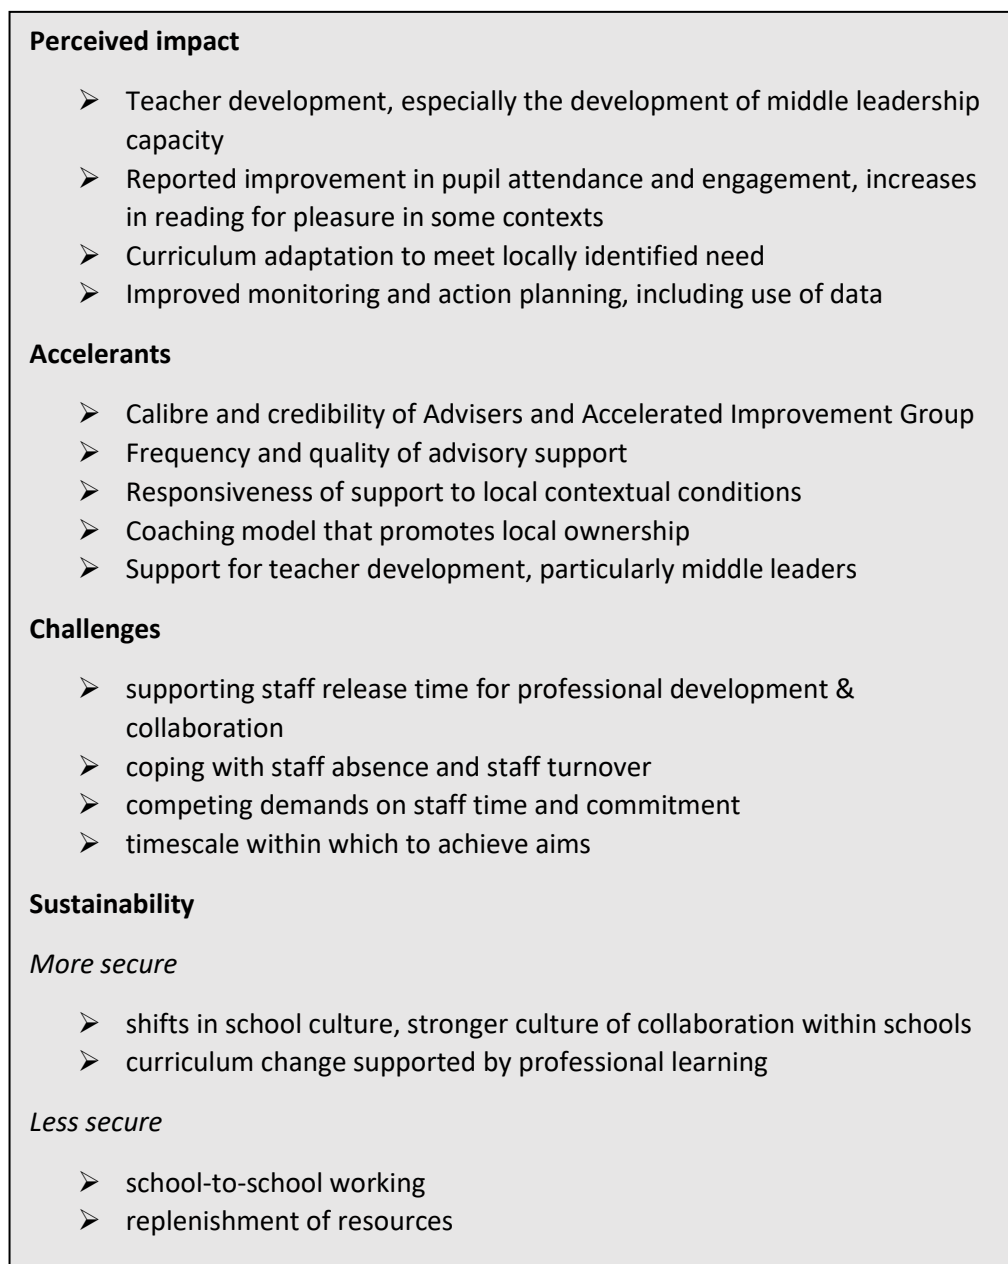 Perceived impact
➢ Teacher development, especially the development of middle leadership
capacity
➢ Reported improvement in pupil attendance and engagement, increases
in reading for pleasure in some contexts
➢ Curriculum adaptation to meet locally identified need
➢ Improved monitoring and action planning, including use of data
Accelerants
➢ Calibre and credibility of Advisers and Accelerated Improvement Group
➢ Frequency and quality of advisory support
➢ Responsiveness of support to local contextual conditions
➢ Coaching model that promotes local ownership
➢ Support for teacher development, particularly middle leaders
Challenges
➢ supporting staff release time for professional development &
collaboration
➢ coping with staff absence and staff turnover
➢ competing demands on staff time and commitment
➢ timescale within which to achieve aims
Sustainability
More secure
➢ shifts in school culture, stronger culture of collaboration within schools
➢ curriculum change supported by professional learning
Less secure
➢ school-to-school working
➢ replenishment of resources